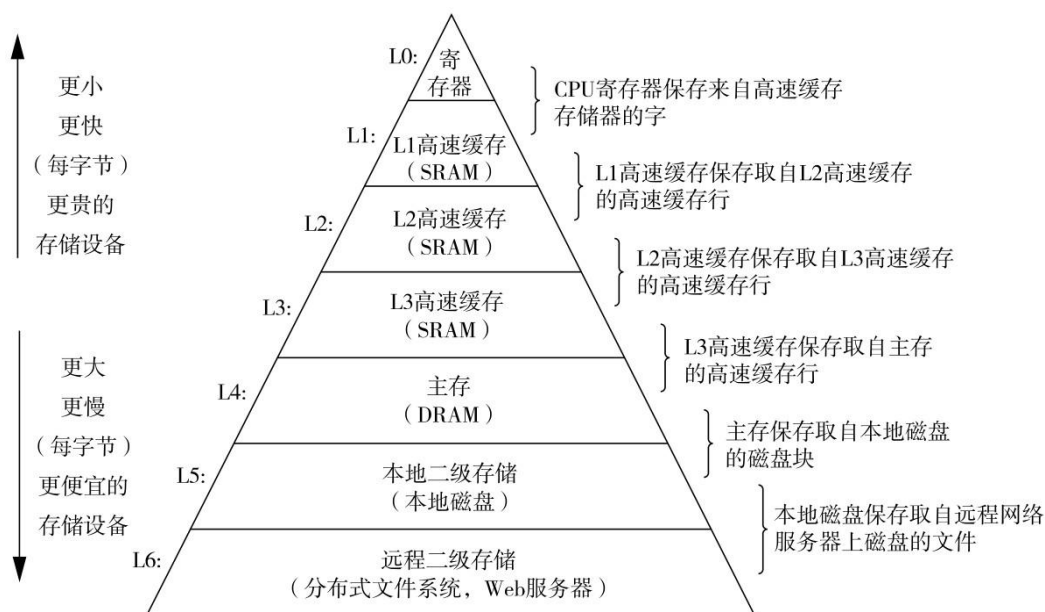 更小
更快
（每字节）
更贵的
存储设备
更大
更慢
（每字节）
更便宜的
存储设备
L0:
寄
存器
L1:
L1高速缓存
（SRAM）
L2:
L2高速缓存
（SRAM）
L3:
L3高速缓存
（SRAM）
L4:
主存
（DRAM）
L5:
本地二级存储
（本地磁盘）
L6:
远程二级存储
（分布式文件系统，Web服务器）
CPU寄存器保存来自高速缓存
存储器的字
L1高速缓存保存取自L2高速缓存
的高速缓存行
L2高速缓存保存取自L3高速缓存
的高速缓存行
L3高速缓存保存取自主存
的高速缓存行
主存保存取自本地磁盘
的磁盘块
本地磁盘保存取自远程网络
服务器上磁盘的文件